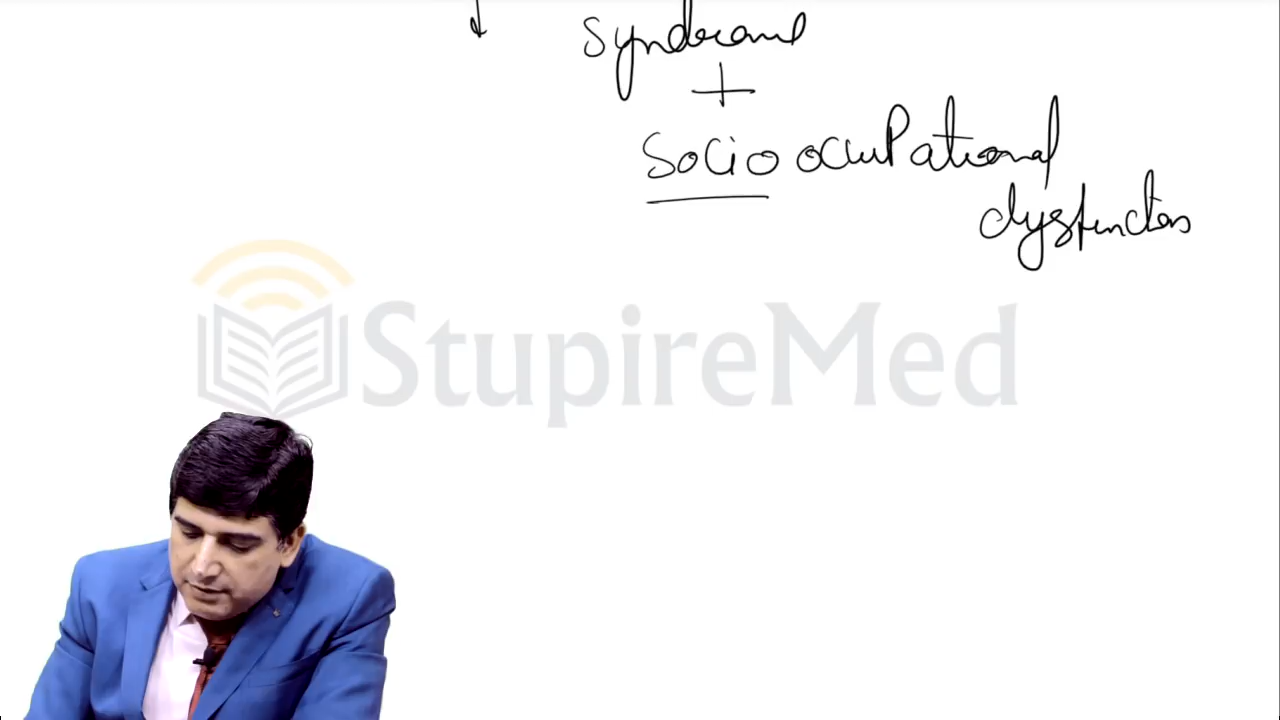 ↓ Syndrome
+
Socio occupational
dysfunction
StupireMed